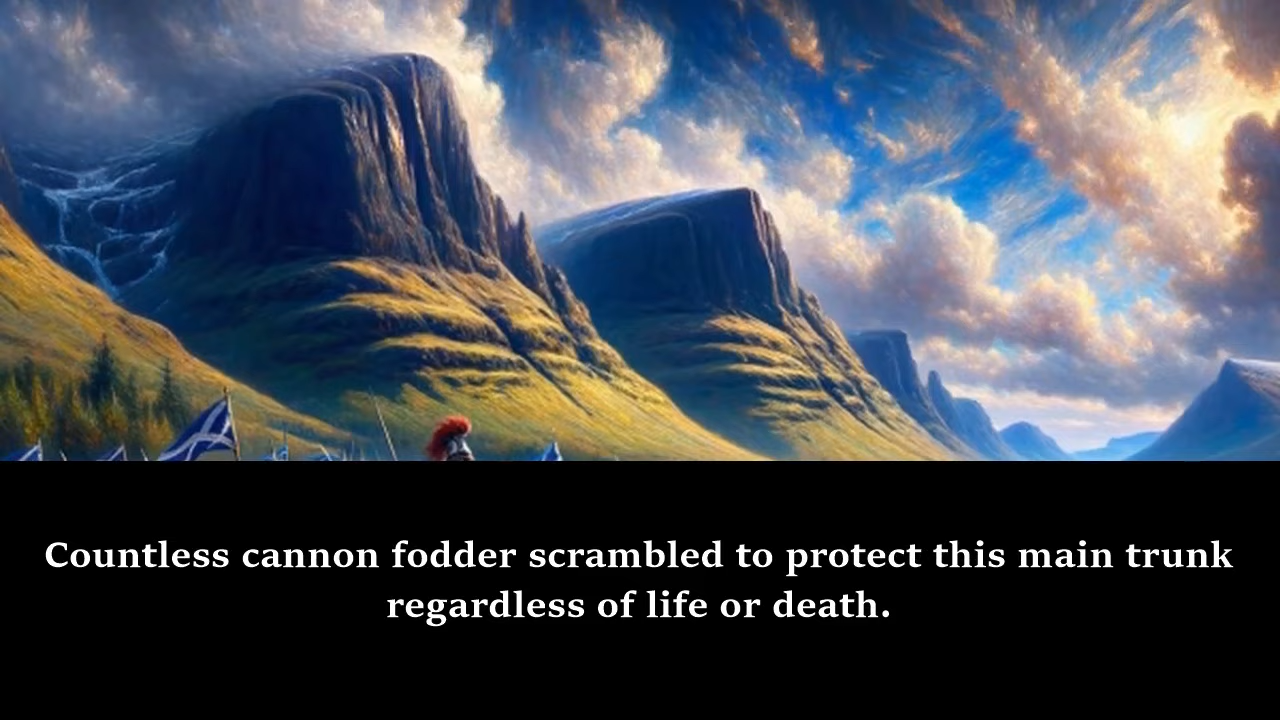 Countless cannon fodder scrambled to protect this main trunk
regardless of life or death.